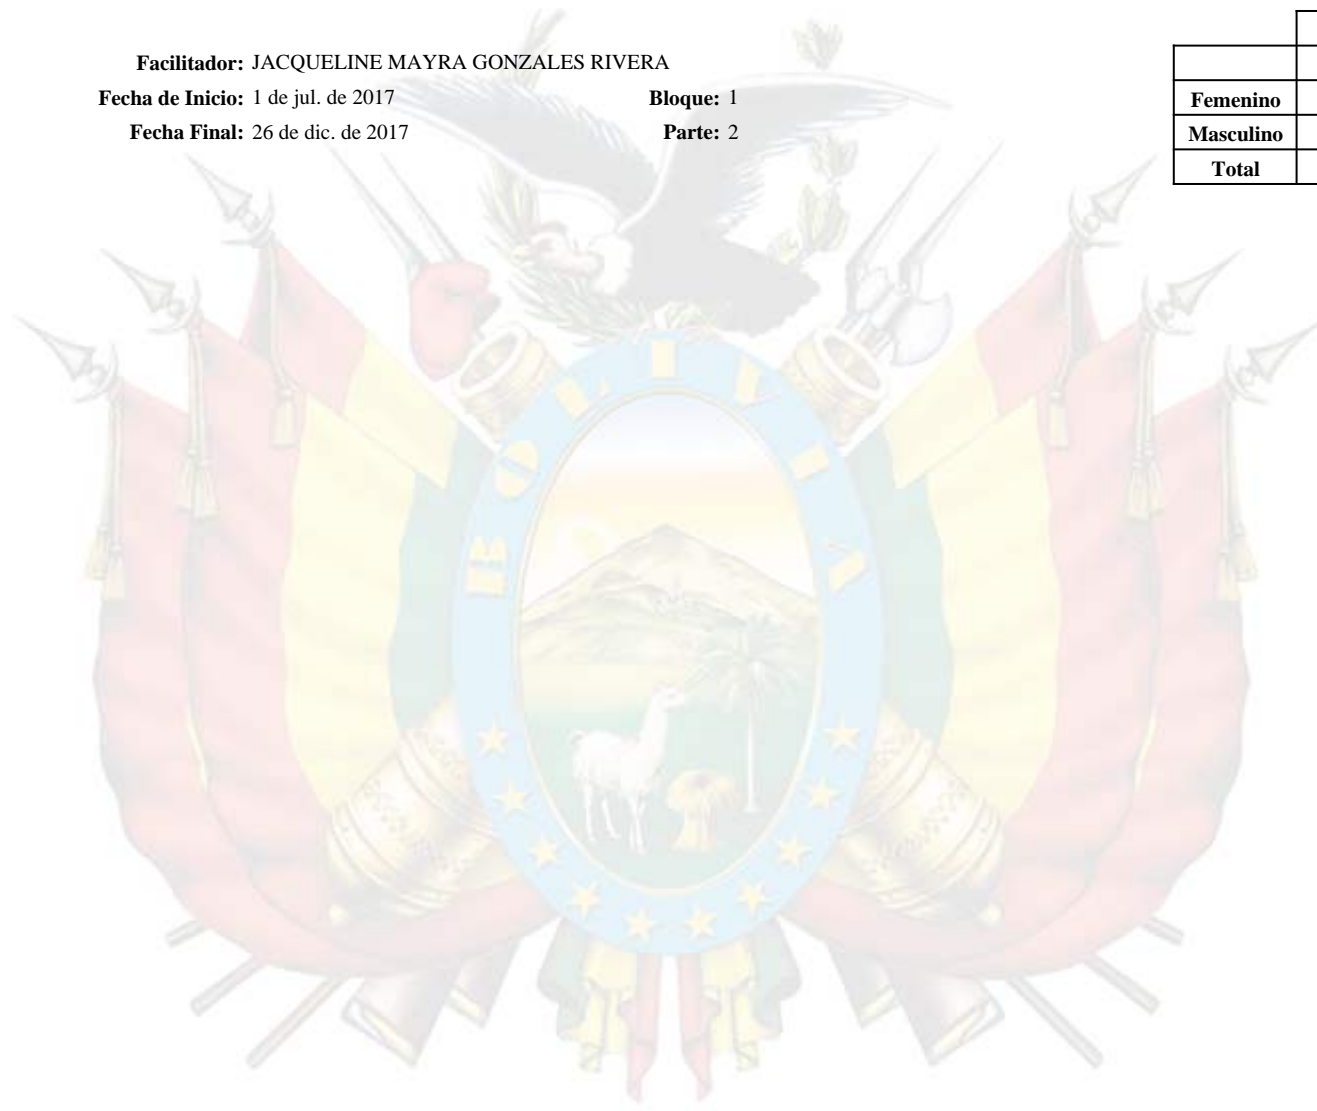 Facilitador: JACQUELINE MAYRA GONZALES RIVERA
Fecha de Inicio: 1 de jul. de 2017 Bloque: 1
Fecha Final: 26 de dic. de 2017 Parte: 2
Femenino
Masculino
Total
BOLIVIA